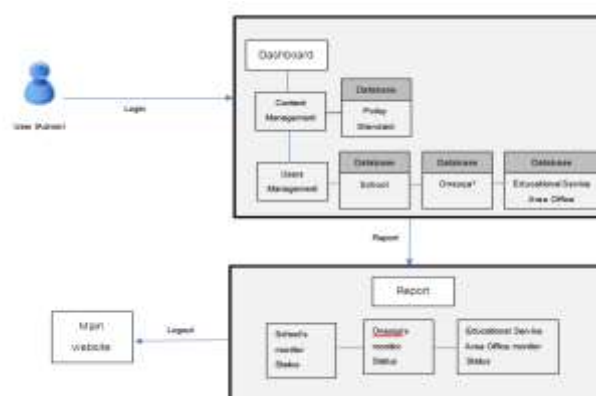 Dashboard
User (Admin)
Login
Content
Management
Database
Policy
Standard
Users
Management
Database
School
Database
Database
Educational Service
Area Office
Report
Report
Main
website
Logout
School's
monitor
Status
monitor
Status
Educational Service
Area Office monitor
Status